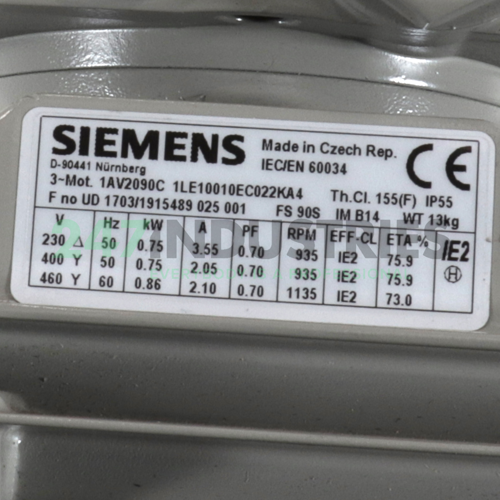 SIEMENS
D-90441 Nürnberg
Made in Czech Rep.
IEC/EN 60034
CE
3~Mot. 1AV2090C 1LE10010EC022KA4 Th.Cl. 155(F) IP55
F no UD 1703/1915489 025 001 FS 90S IM B14 WT 13kg
V Hz kW A PF RPM EFF-CL ETA % IE2
230 Δ 50 0.75 3.55 0.70 935 IE2 75.9
400 Y 50 0.75 2.05 0.70 935 IE2 75.9
460 Y 60 0.86 2.10 0.70 1135 IE2 73.0
H
247INDUSTRIES